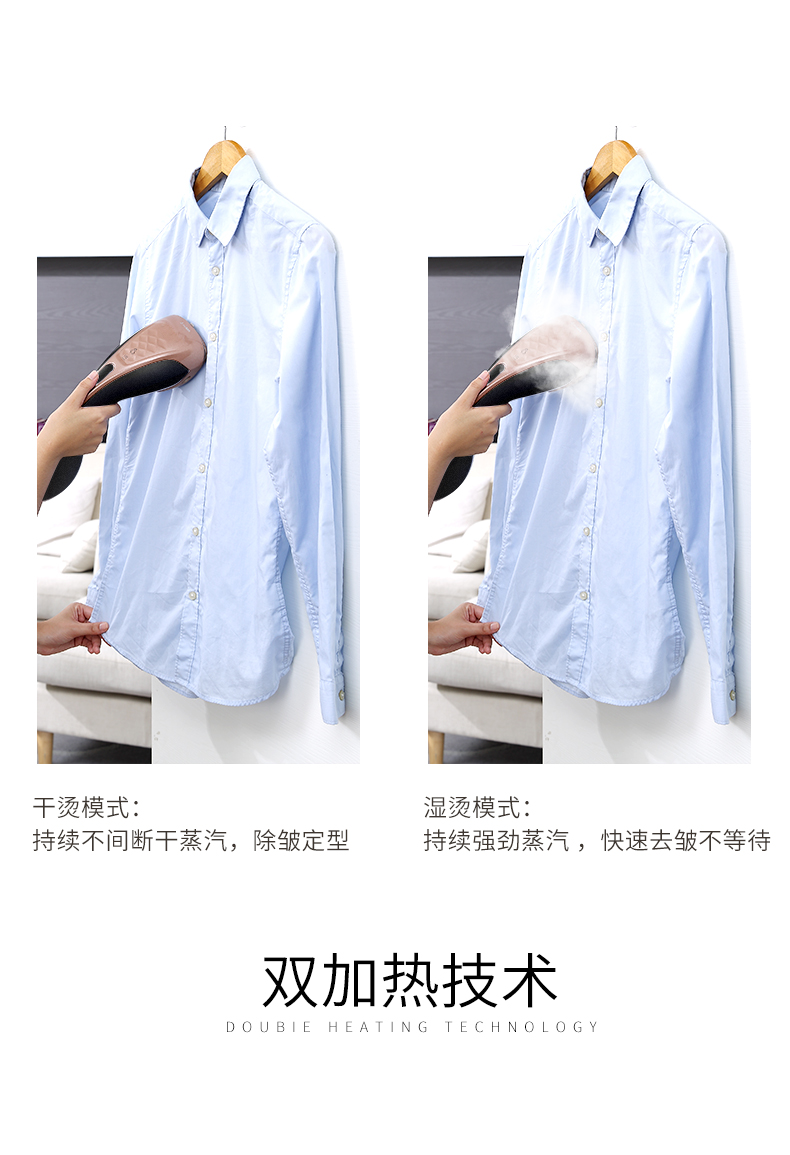 干烫模式：
持续不间断干蒸汽，除皱定型
湿烫模式：
持续强劲蒸汽，快速去皱不等待
双加热技术
DOUBIE HEATING TECHNOLOGY